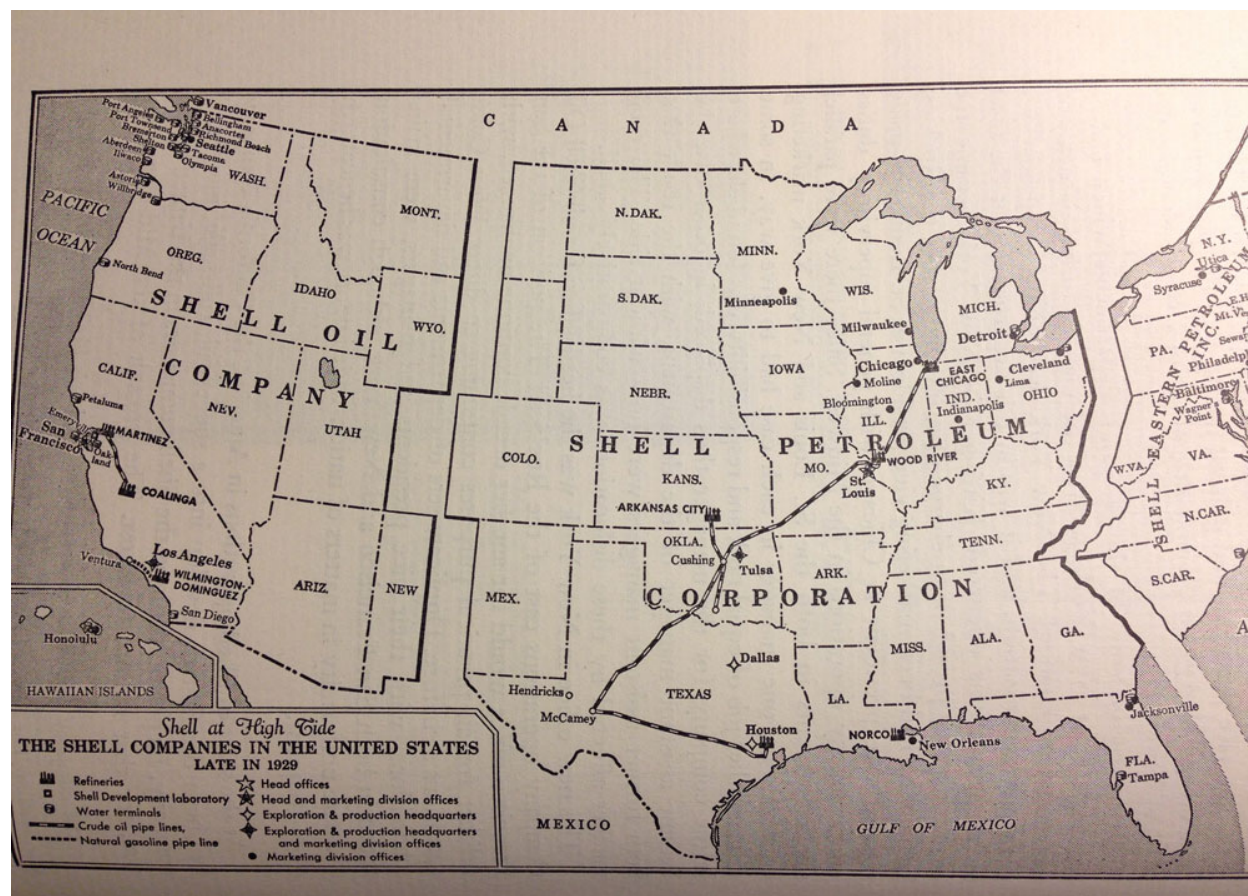 CANADA
Vancouver
Bellingham
Anacortes
Richmond Beach
Seattle
Tacoma
Olympia
Port Angeles
Port Townsend
Bremerton
Shelton
Aberdeen
Ilwaco
Astoria
Willbridge
WASH.
PACIFIC
OCEAN
MONT.
OREG.
North Bend
IDAHO
WYO.
SHELL OIL
COMPANY
CALIF.
NEV.
UTAH
Petaluma
Emeryville
San
Francisco
Oak-
land
MARTINEZ
COALINGA
Ventura
Los Angeles
WILMINGTON-
DOMINGUEZ
San Diego
ARIZ.
NEW
MEX.
Honolulu
HAWAIIAN ISLANDS
N. DAK.
S. DAK.
NEBR.
COLO.
KANS.
ARKANSAS CITY
OKLA.
Cushing
Tulsa
MINN.
Minneapolis
WIS.
Milwaukee
IOWA
Chicago
Moline
Bloomington
ILL.
EAST
CHICAGO
IND.
Indianapolis
MICH.
Detroit
Cleveland
Lima
OHIO
SHELL PETROLEUM
CORPORATION
MO.
WOOD RIVER
St.
Louis
KY.
TENN.
ARK.
MISS.
ALA.
GA.
LA.
TEXAS
Dallas
Hendricks
McCamey
Houston
NORCO
New Orleans
Jacksonville
FLA.
Tampa
MEXICO
GULF OF MEXICO
N.Y.
Utica
Syracuse
PA.
Philadelph
Baltimore
Wagner's
Point
W.VA.
VA.
N.CAR.
S.CAR.
SHELL EASTERN PETROLEUM
INC.
E.H
Mt. Ve
Sewa
A
Shell at High Tide
THE SHELL COMPANIES IN THE UNITED STATES
LATE IN 1929
Refineries
Shell Development laboratory
Water terminals
Crude oil pipe lines,
Natural gasoline pipe line
Head offices
Head and marketing division offices
Exploration & production headquarters
Exploration & production headquarters
and marketing division offices
Marketing division offices